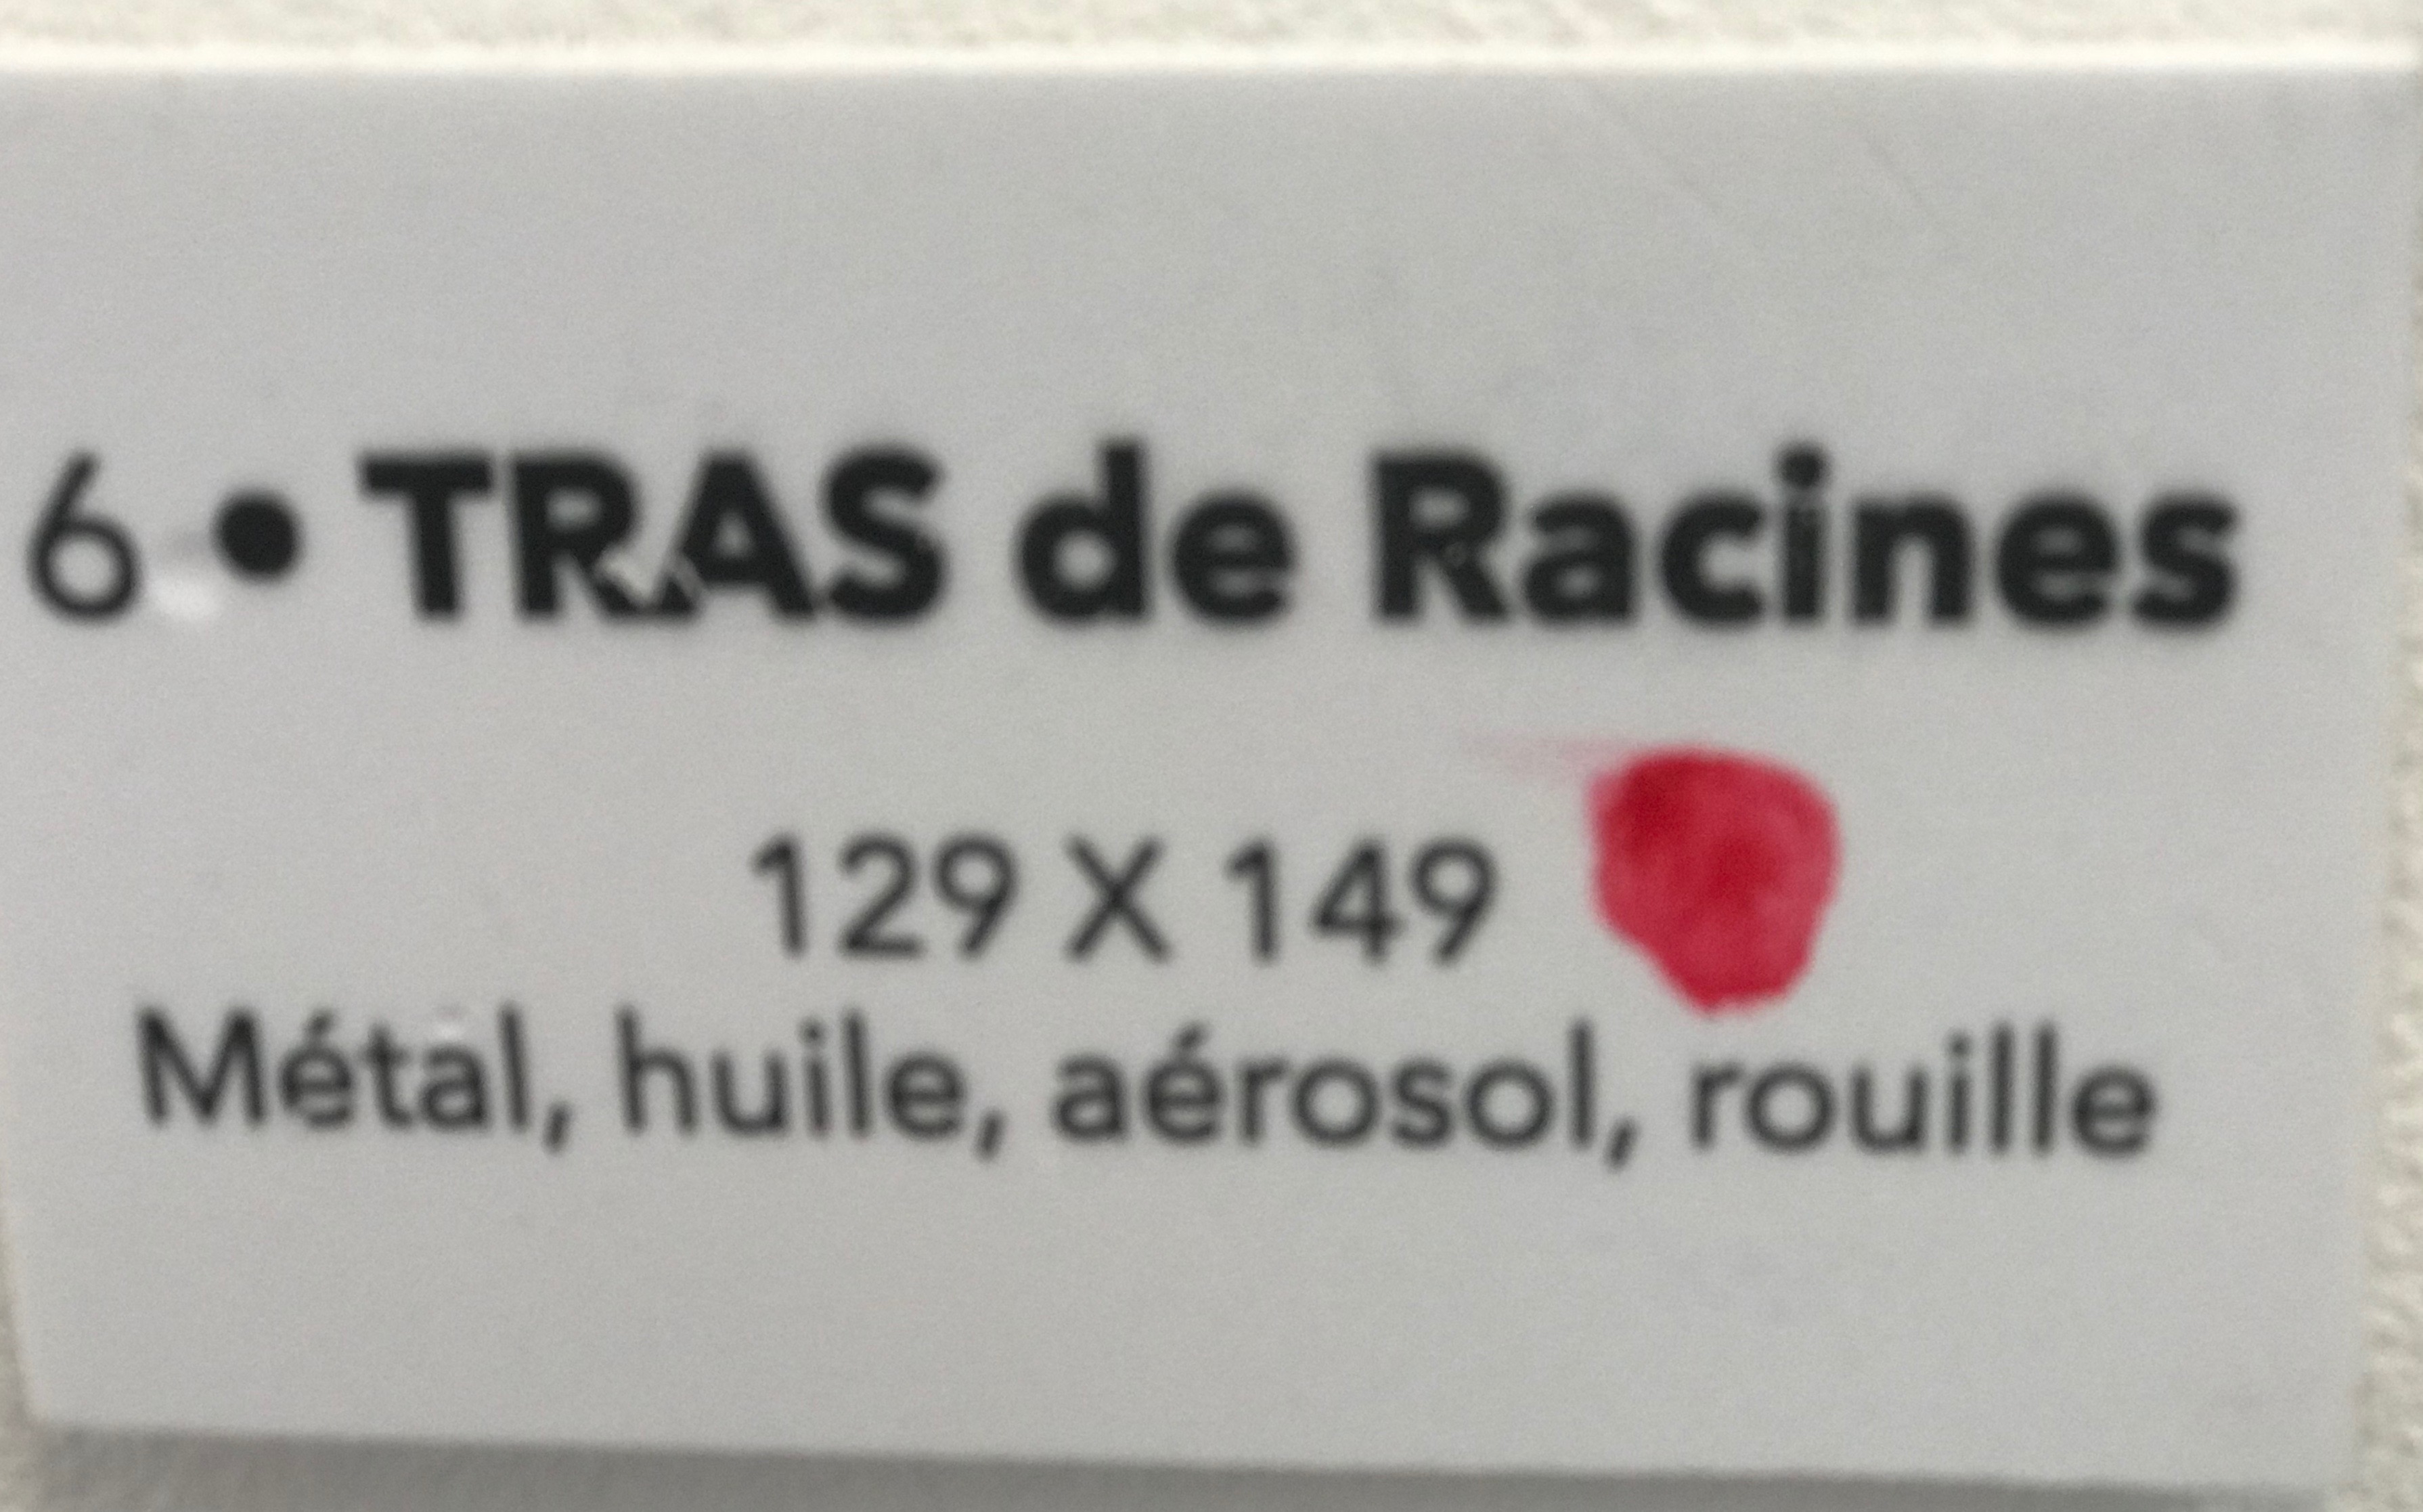 6 • TRAS de Racines
129 X 149
Métal, huile, aérosol, rouille